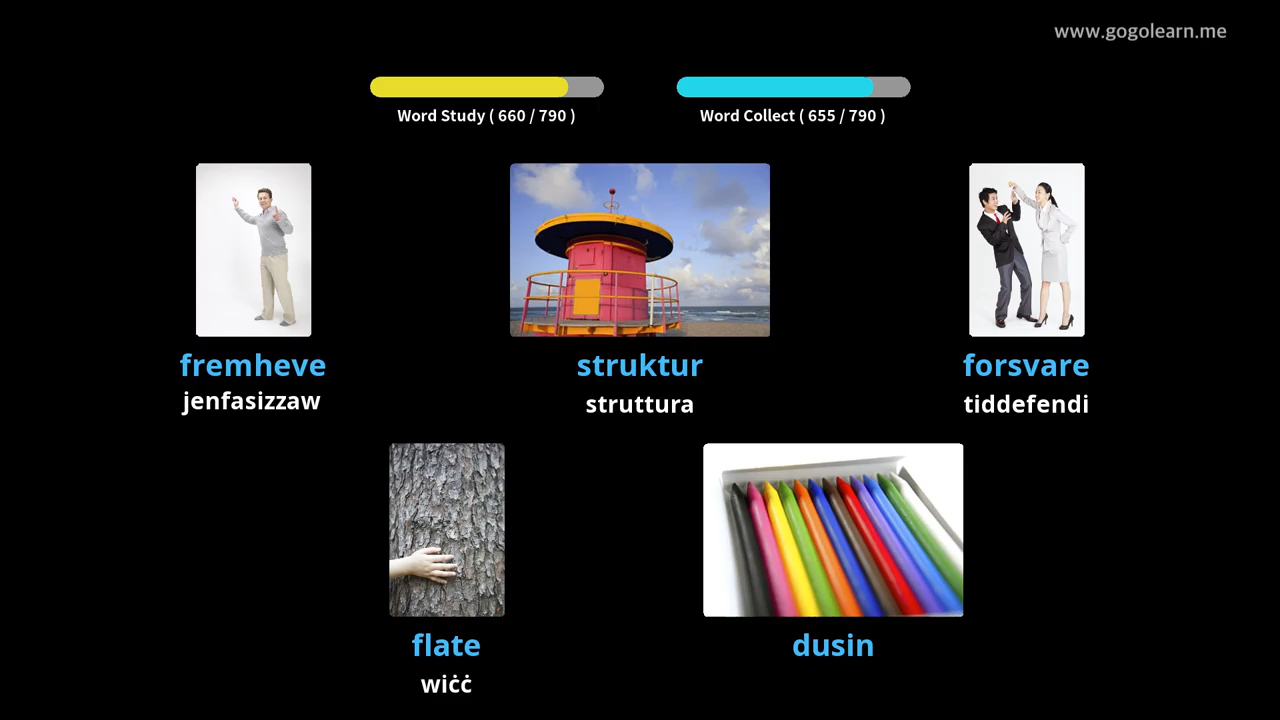 www.gogolearn.me
Word Study ( 660 / 790 )
Word Collect ( 655 / 790 )
fremheve
jenfasizzaw
struktur
struttura
forsvare
tiddefendi
flate
wiċċ
dusin